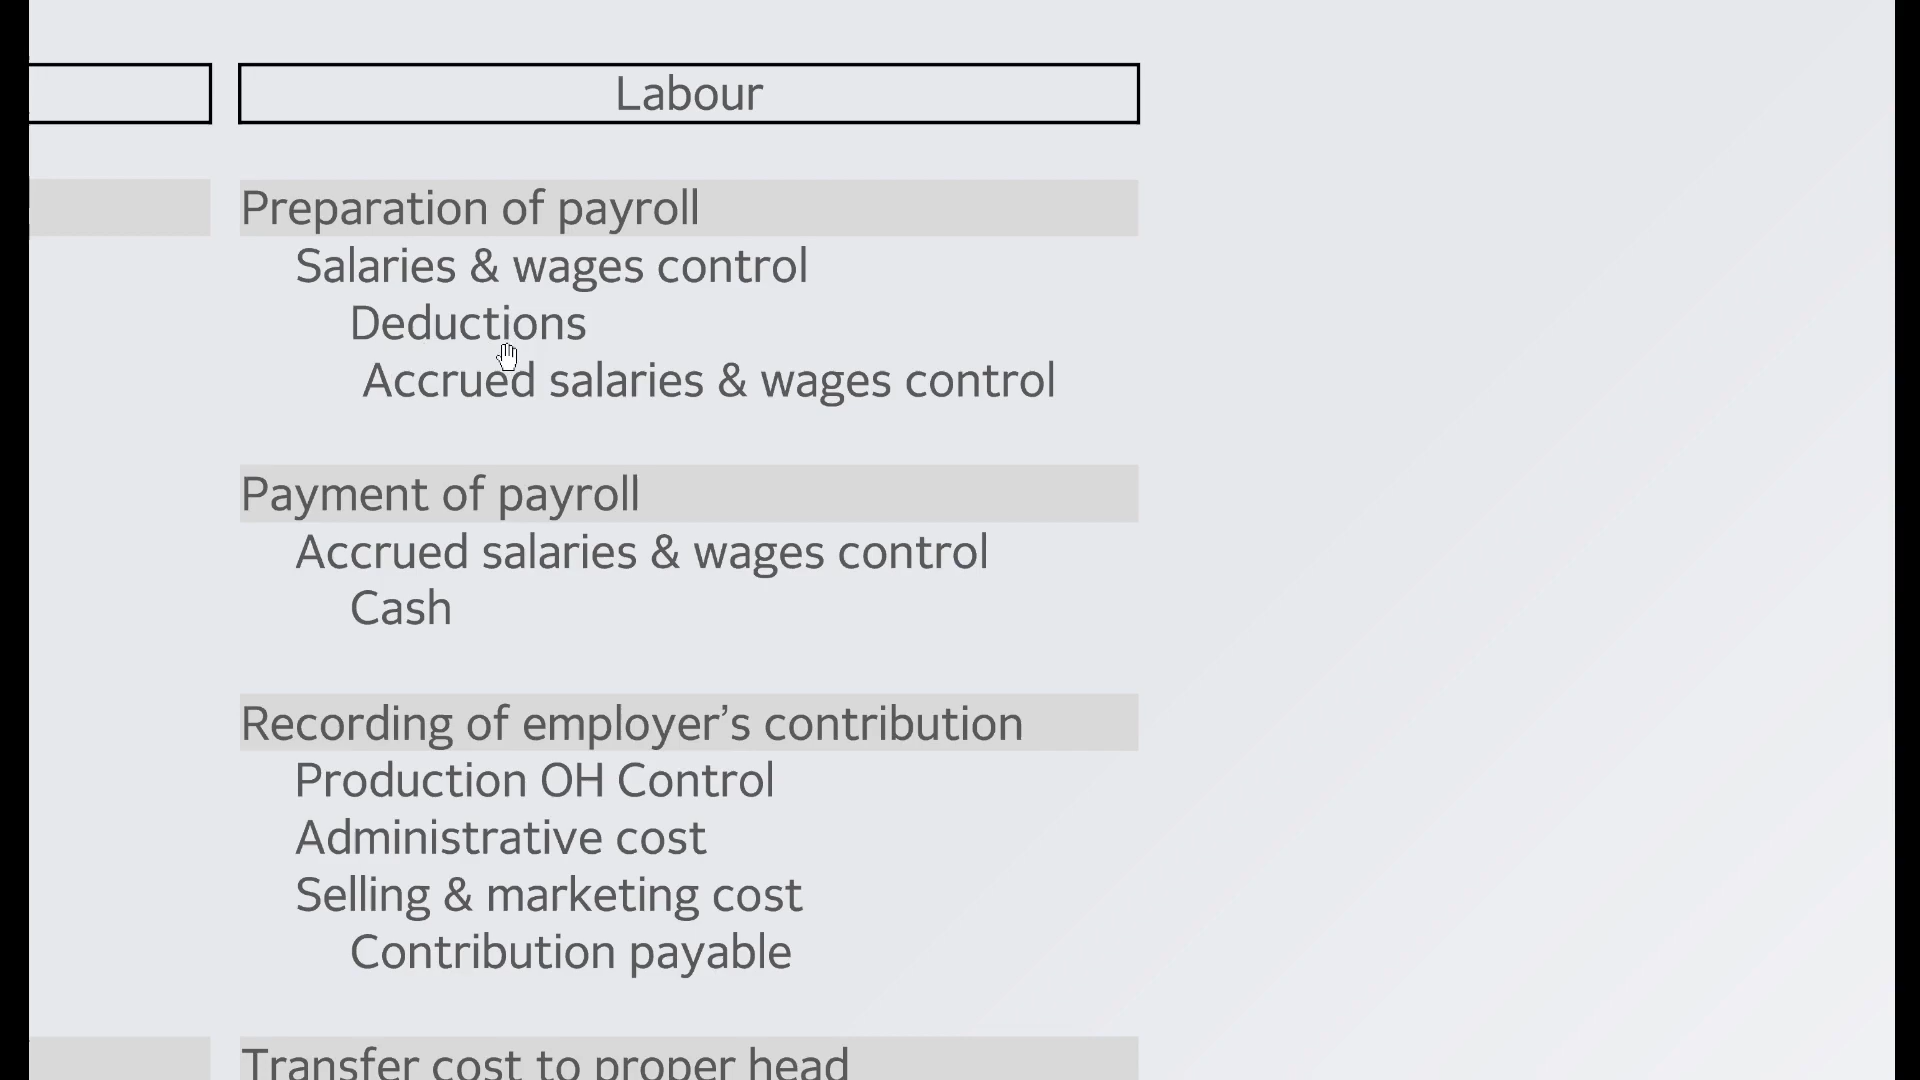 Labour
Preparation of payroll
Salaries & wages control
Deductions
Accrued salaries & wages control
Payment of payroll
Accrued salaries & wages control
Cash
Recording of employer’s contribution
Production OH Control
Administrative cost
Selling & marketing cost
Contribution payable
Transfer cost to proper head